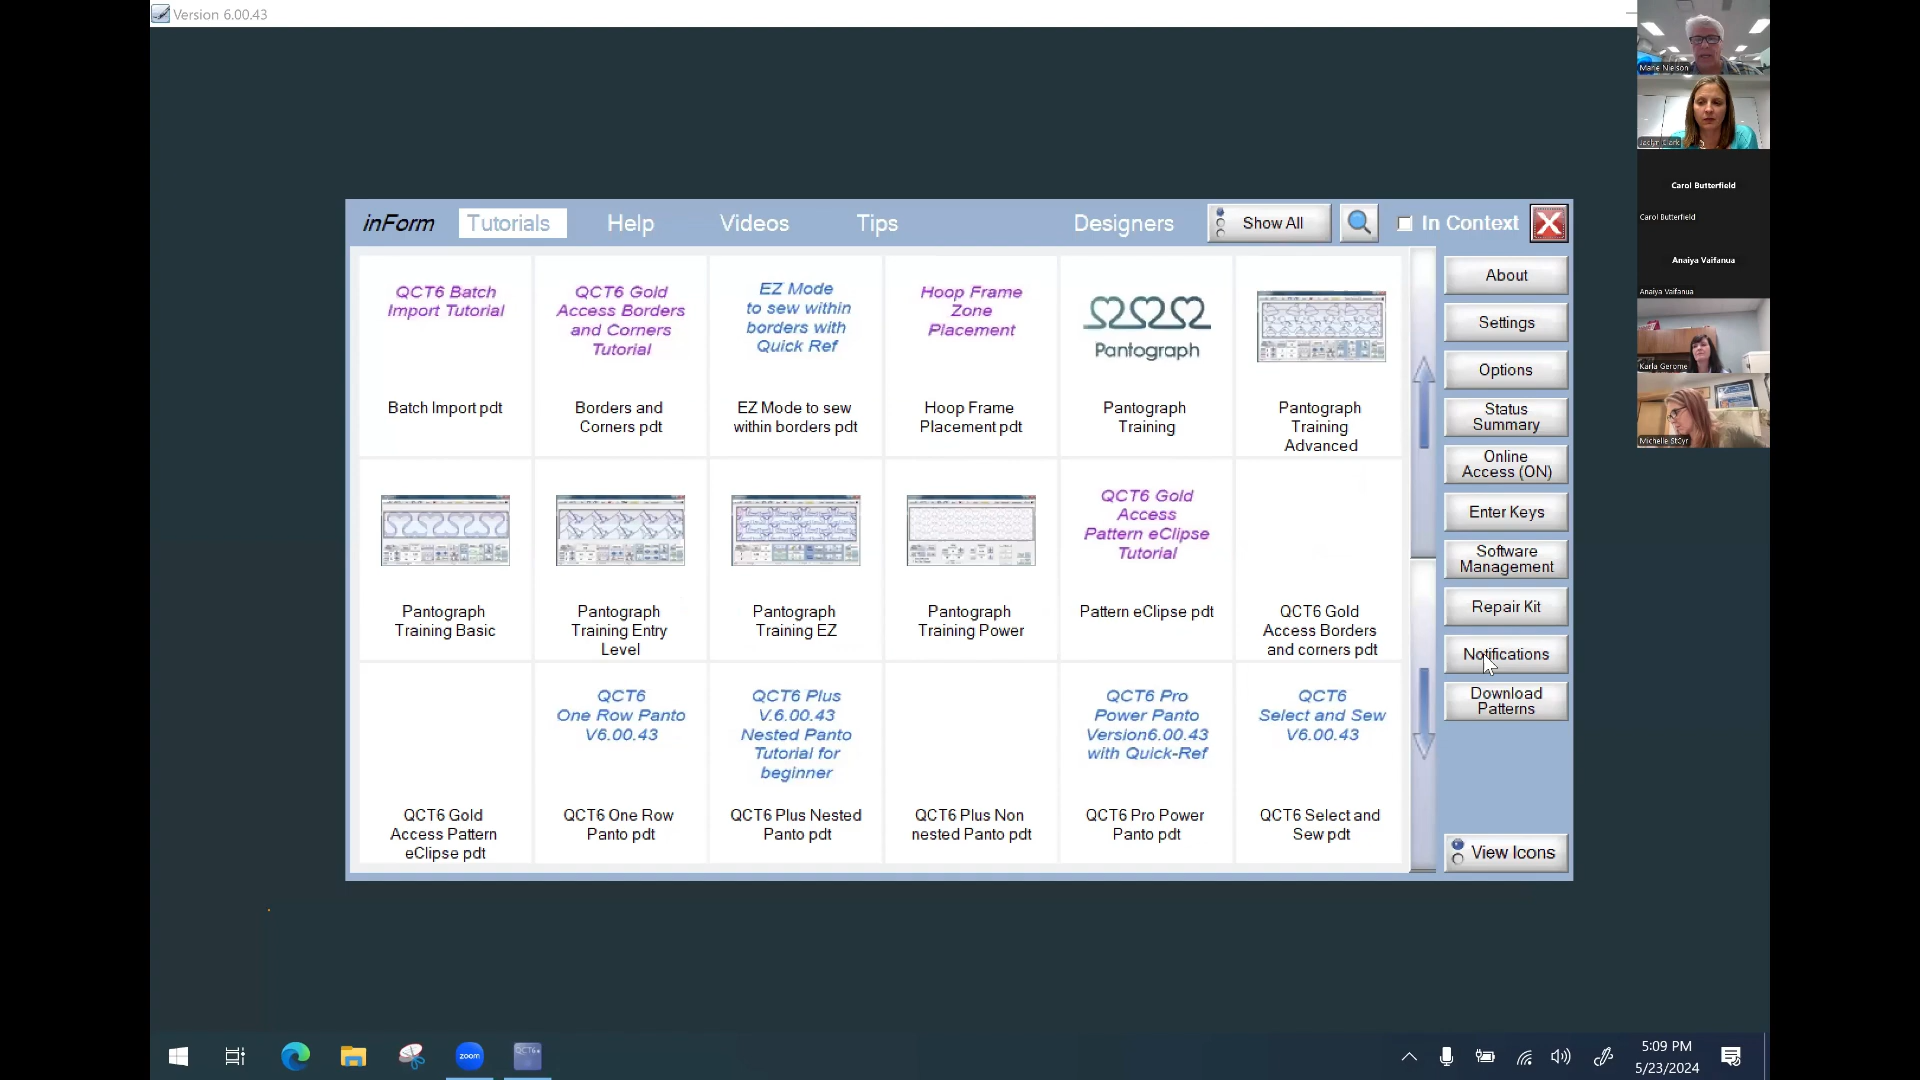 Version 6.00.43
inForm
Tutorials
Help
Videos
Tips
Designers
Show All
In Context
QCT6 Batch
Import Tutorial
Batch Import pdt
QCT6 Gold
Access Borders
and Corners
Tutorial
Borders and
Corners pdt
EZ Mode
to sew within
borders with
Quick Ref
EZ Mode to sew
within borders pdt
Hoop Frame
Zone
Placement
Hoop Frame
Placement pdt
Pantograph
Pantograph
Training
Pantograph
Training
Advanced
Pantograph
Training Basic
Pantograph
Training Entry
Level
Pantograph
Training EZ
Pantograph
Training Power
QCT6 Gold
Access
Pattern eClipse
Tutorial
Pattern eClipse pdt
QCT6 Gold
Access Borders
and corners pdt
QCT6 Gold
Access Pattern
eClipse pdt
QCT6
One Row Panto
V6.00.43
QCT6 One Row
Panto pdt
QCT6 Plus
V.6.00.43
Nested Panto
Tutorial for
beginner
QCT6 Plus Nested
Panto pdt
QCT6 Plus Non
nested Panto pdt
QCT6 Pro
Power Panto
Version6.00.43
with Quick-Ref
QCT6 Pro Power
Panto pdt
QCT6
Select and Sew
V6.00.43
QCT6 Select and
Sew pdt
About
Settings
Options
Status
Summary
Online
Access (ON)
Enter Keys
Software
Management
Repair Kit
Notifications
Download
Patterns
View Icons
Marie Nielson
Jaclyn Clark
Carol Butterfield
Carol Butterfield
Anaiya Vaifanua
Anaiya Vaifanua
Karla Gerome
Michelle StCyr
zoom
QCT6
5:09 PM
5/23/2024